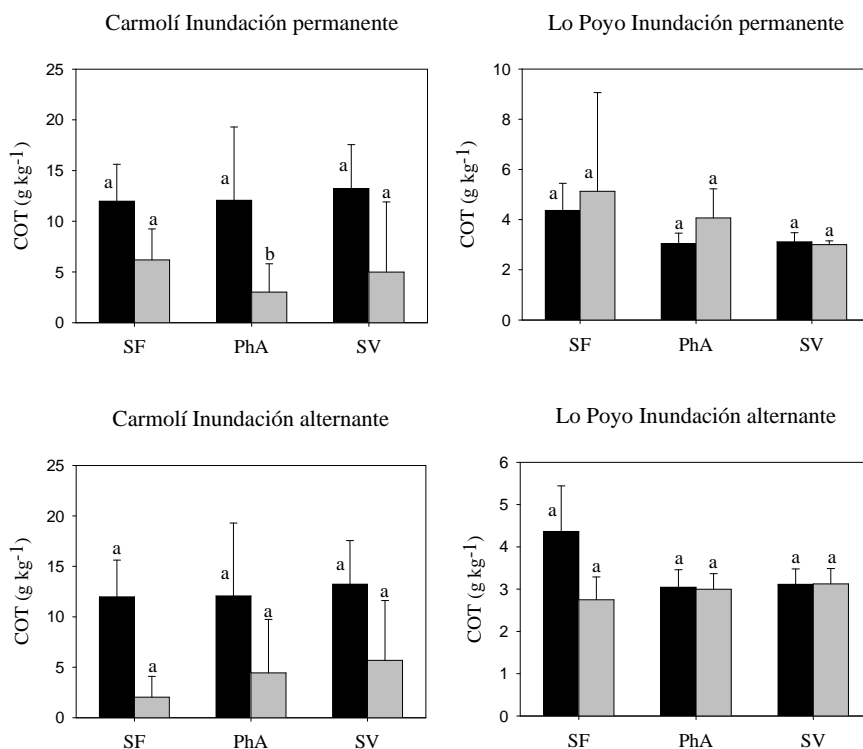 Carmolí Inundación permanente
COT (g kg-1)
25
20
15
10
5
0
a a
a b
a a
SF PhA SV
Lo Poyo Inundación permanente
COT (g kg-1)
10
8
6
4
2
0
a a
a a
a a
SF PhA SV
Carmolí Inundación alternante
COT (g kg-1)
25
20
15
10
5
0
a a
a a
a a
SF PhA SV
Lo Poyo Inundación alternante
COT (g kg-1)
6
5
4
3
2
1
0
a a
a a
a a
SF PhA SV